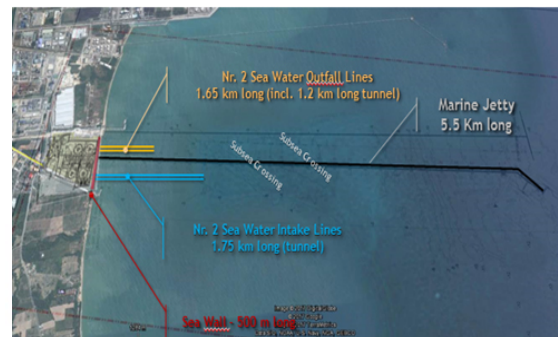 Nr. 2 Sea Water Outfall Lines
1.65 km long (incl. 1.2 km long tunnel)
Marine Jetty
5.5 Km long
Subsea Crossing
Subsea Crossing
Nr. 2 Sea Water Intake Lines
1.75 km long (tunnel)
Sea Wall - 500 m long